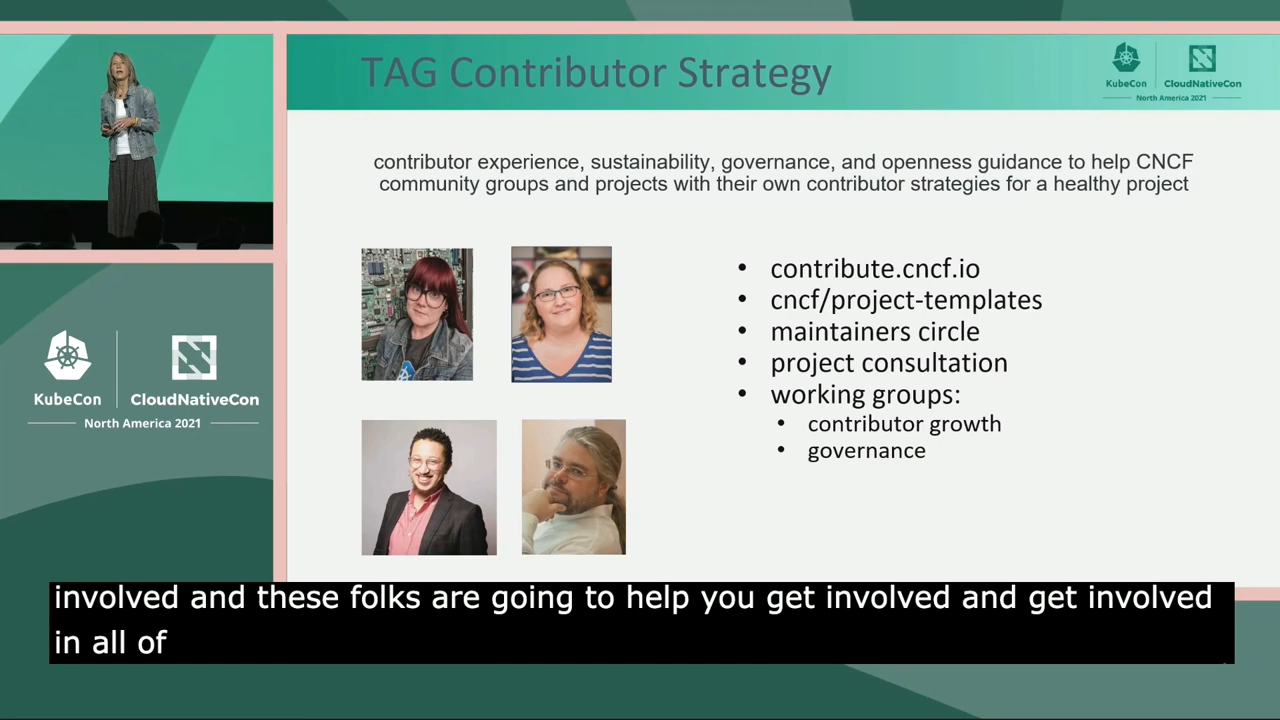 TAG Contributor Strategy
KubeCon
CloudNativeCon
North America 2021
contributor experience, sustainability, governance, and openness guidance to help CNCF
community groups and projects with their own contributor strategies for a healthy project
• contribute.cncf.io
• cncf/project-templates
• maintainers circle
• project consultation
• working groups:
• contributor growth
• governance
KubeCon
CloudNativeCon
North America 2021
involved and these folks are going to help you get involved and get involved
in all of